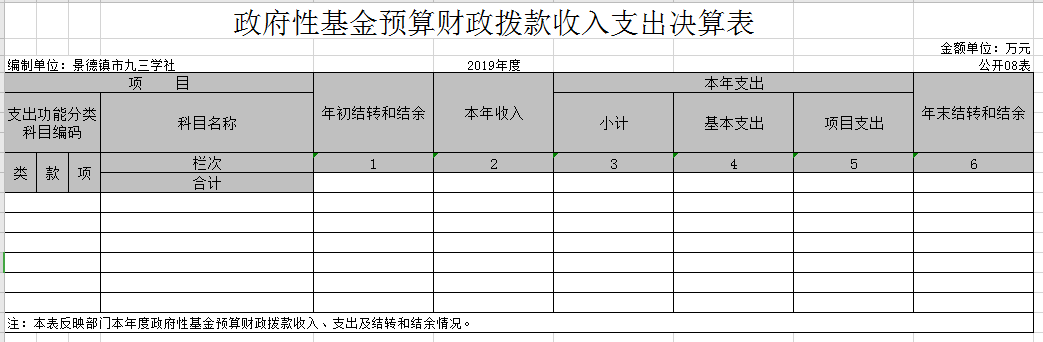 政府性基金预算财政拨款收入支出决算表
金额单位：万元
编制单位：景德镇市九三学社 2019年度 公开08表
项 目 年初结转和结余 本年收入 本年支出 年末结转和结余
支出功能分类科目编码 科目名称 小计 基本支出 项目支出
类 款 项 栏次 1 2 3 4 5 6
合计
注：本表反映部门本年度政府性基金预算财政拨款收入、支出及结转和结余情况。